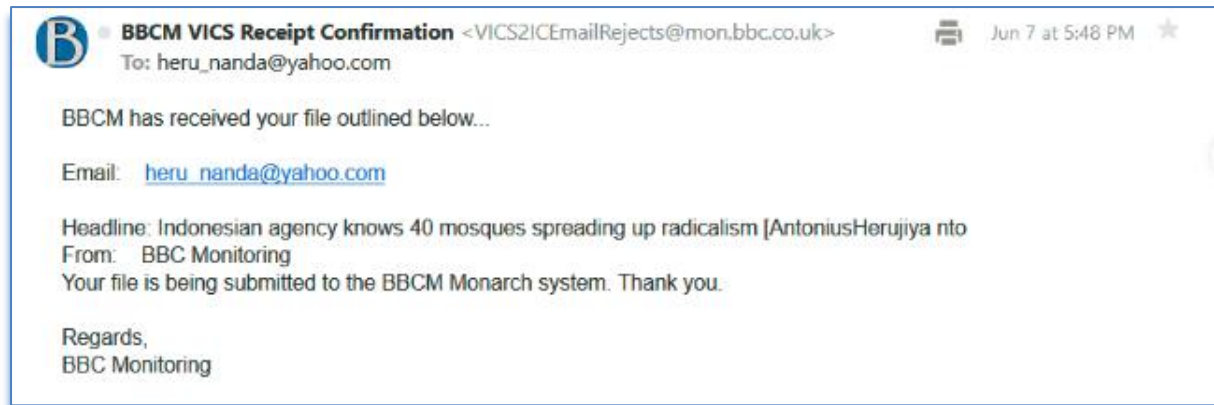 B
BBCM VICS Receipt Confirmation <VICS2ICEmailRejects@mon.bbc.co.uk> Jun 7 at 5:48 PM
To: heru_nanda@yahoo.com
BBCM has received your file outlined below...
Email: heru_nanda@yahoo.com
Headline: Indonesian agency knows 40 mosques spreading up radicalism [AntoniusHerujiya nto
From: BBC Monitoring
Your file is being submitted to the BBCM Monarch system. Thank you.
Regards,
BBC Monitoring